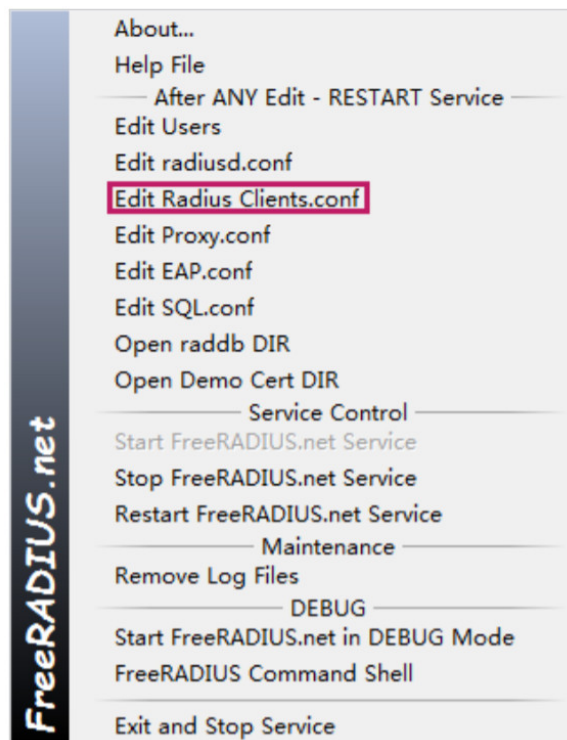 About...
Help File
After ANY Edit - RESTART Service
Edit Users
Edit radiusd.conf
Edit Radius Clients.conf
Edit Proxy.conf
Edit EAP.conf
Edit SQL.conf
Open raddb DIR
Open Demo Cert DIR
Service Control
Start FreeRADIUS.net Service
Stop FreeRADIUS.net Service
Restart FreeRADIUS.net Service
Maintenance
Remove Log Files
DEBUG
Start FreeRADIUS.net in DEBUG Mode
FreeRADIUS Command Shell
Exit and Stop Service
FreeRADIUS.net